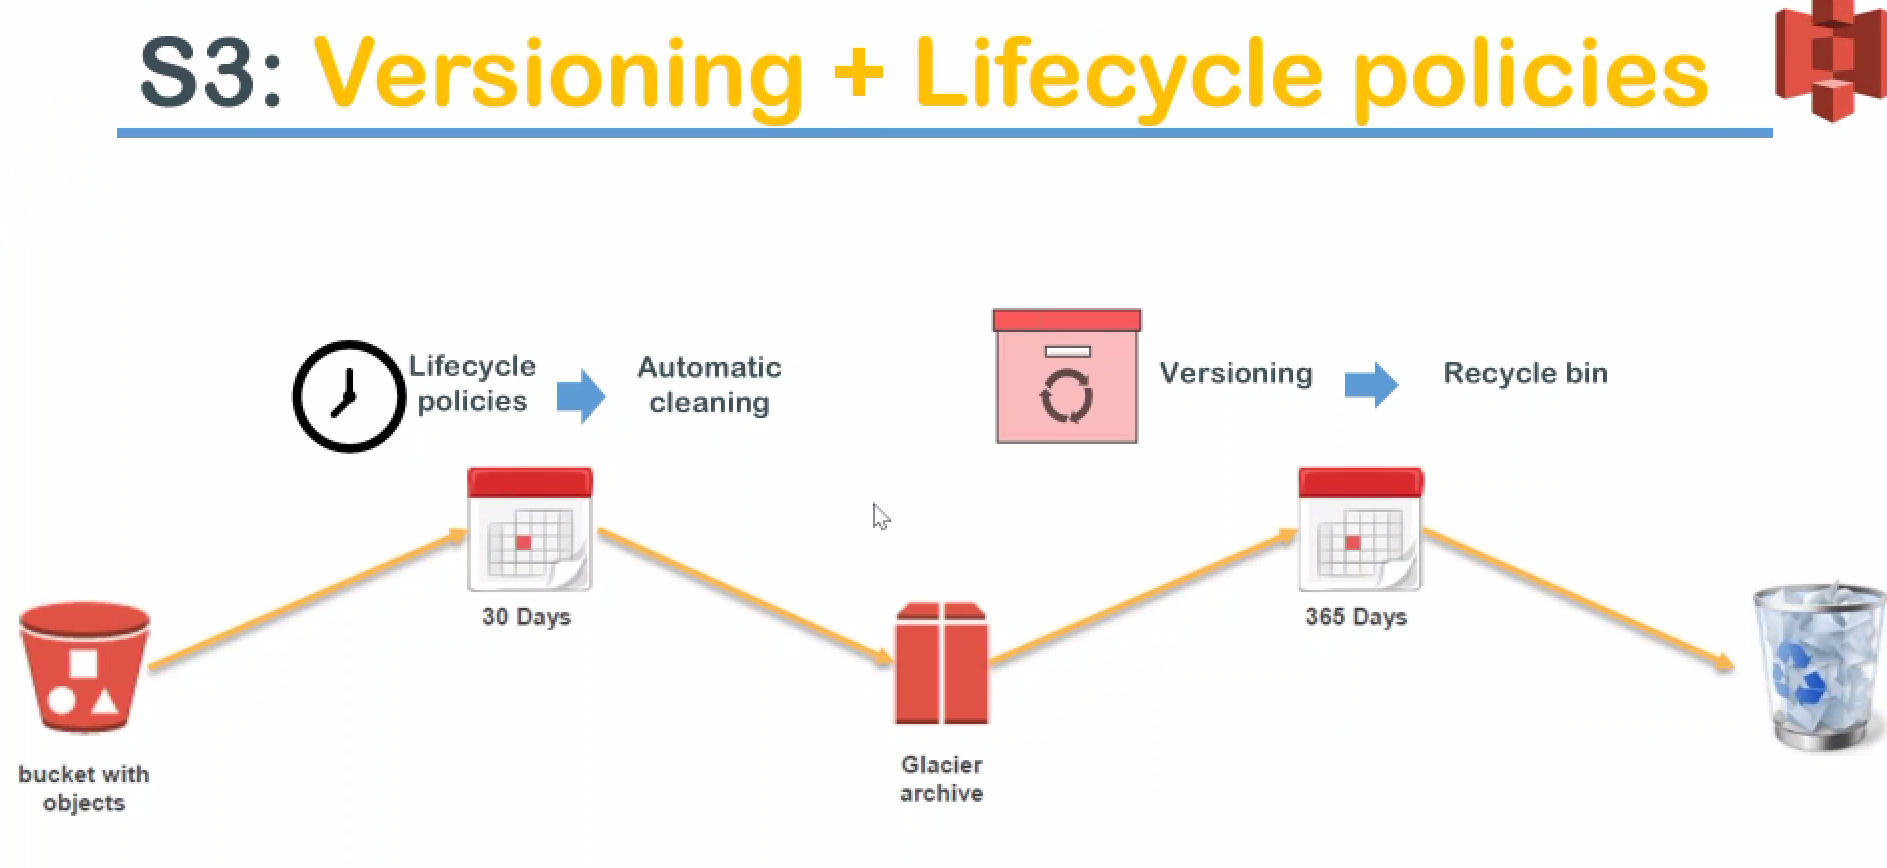 S3: Versioning + Lifecycle policies
Lifecycle
policies
Automatic
cleaning
Versioning
Recycle bin
30 Days
365 Days
bucket with
objects
Glacier
archive